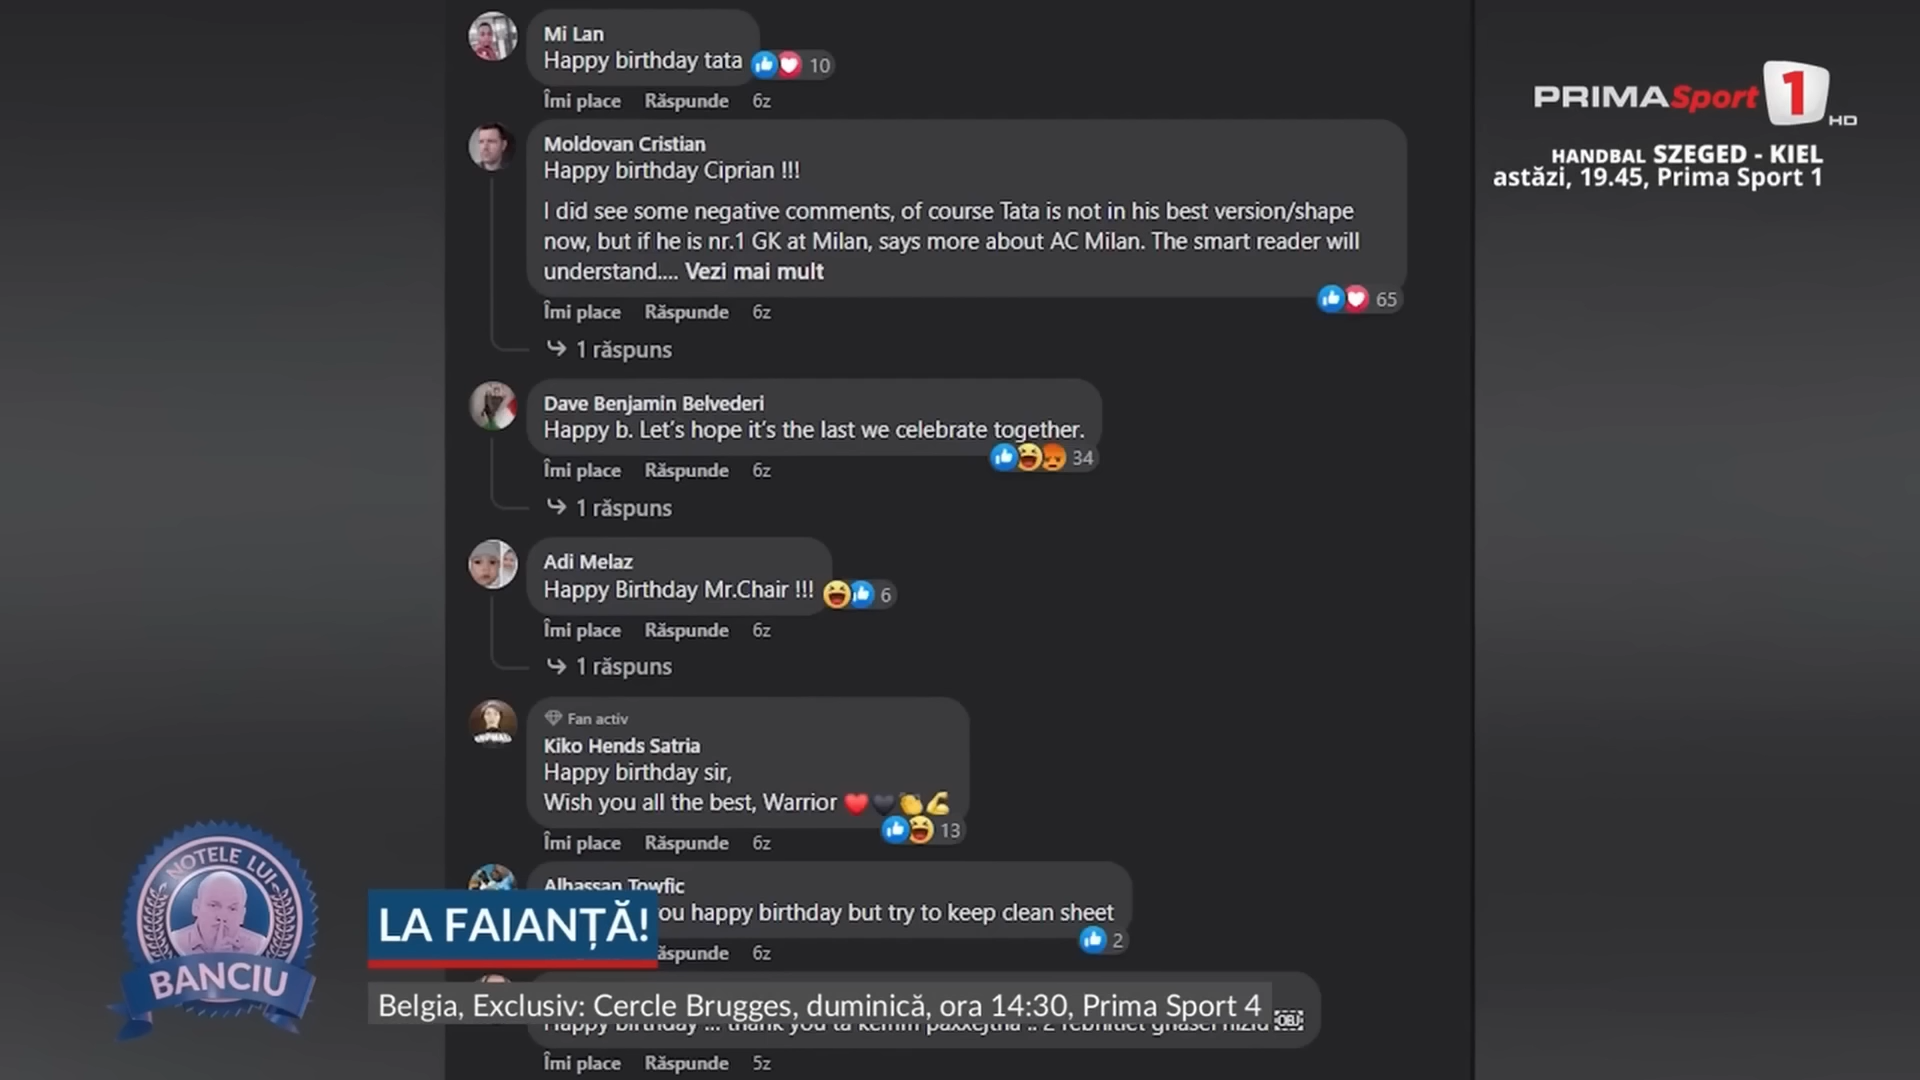 Mi Lan
Happy birthday tata
10
Îmi place Răspunde 6z
Moldovan Cristian
Happy birthday Ciprian !!!
I did see some negative comments, of course Tata is not in his best version/shape
now, but if he is nr.1 GK at Milan, says more about AC Milan. The smart reader will
understand.... Vezi mai mult
65
Îmi place Răspunde 6z
1 răspuns
Dave Benjamin Belvederi
Happy b. Let's hope it's the last we celebrate together.
34
Îmi place Răspunde 6z
1 răspuns
Adi Melaz
Happy Birthday Mr.Chair !!!
6
Îmi place Răspunde 6z
1 răspuns
Fan activ
Kiko Hends Satria
Happy birthday sir,
Wish you all the best, Warrior ❤️🖤👏💪
13
Îmi place Răspunde 6z
Alhassan Towfic
ou happy birthday but try to keep clean sheet
2
ăspunde 6z
Happy birthday ... thank you ta
OBJ
Îmi place Răspunde 5z
PRIMA Sport 1 HD
HANDBAL SZEGED - KIEL
astăzi, 19.45, Prima Sport 1
NOTELE LUI
BANCIU
LA FAIANȚĂ!
Belgia, Exclusiv: Cercle Brugges, duminică, ora 14:30, Prima Sport 4